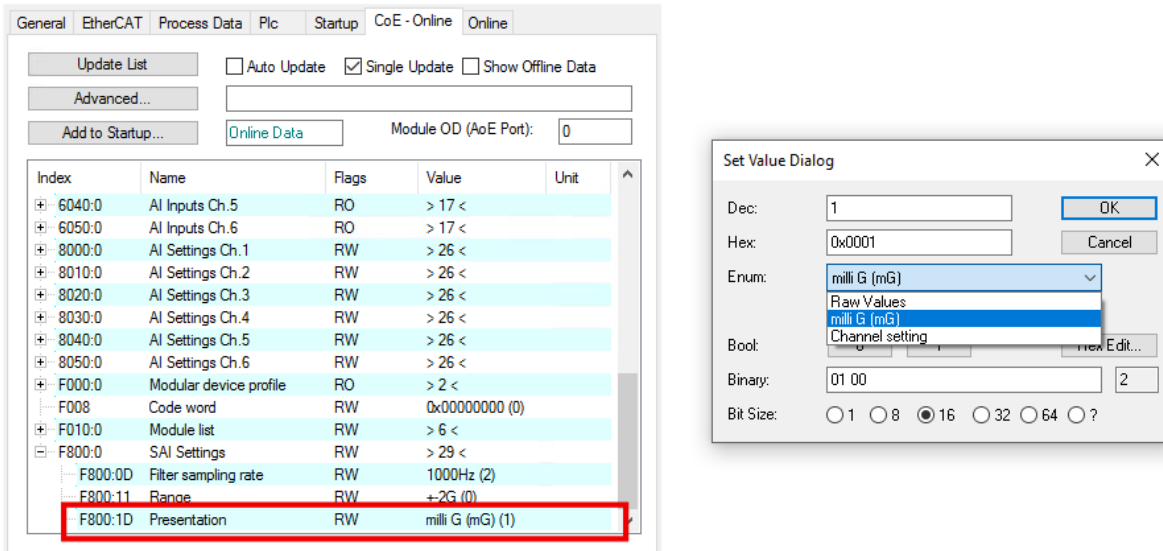 General EtherCAT Process Data Plc Startup CoE - Online Online
Update List Auto Update Single Update Show Offline Data
Advanced...
Add to Startup... Online Data Module OD (AoE Port): 0
Index Name Flags Value Unit
6040:0 AI Inputs Ch.5 RO > 17 <
6050:0 AI Inputs Ch.6 RO > 17 <
8000:0 AI Settings Ch.1 RW > 26 <
8010:0 AI Settings Ch.2 RW > 26 <
8020:0 AI Settings Ch.3 RW > 26 <
8030:0 AI Settings Ch.4 RW > 26 <
8040:0 AI Settings Ch.5 RW > 26 <
8050:0 AI Settings Ch.6 RW > 26 <
F000:0 Modular device profile RO > 2 <
F008 Code word RW 0x00000000 (0)
F010:0 Module list RW > 6 <
F800:0 SAI Settings RW > 29 <
F800:0D Filter sampling rate RW 1000Hz (2)
F800:11 Range RW +-2G (0)
F800:1D Presentation RW milli G (mG) (1)
Set Value Dialog
Dec: 1 OK
Hex: 0x0001 Cancel
Enum: milli G (mG)
Raw Values
milli G (mG)
Channel setting
Bool: Hex Edit...
Binary: 01 00 2
Bit Size: 1 8 16 32 64 ?